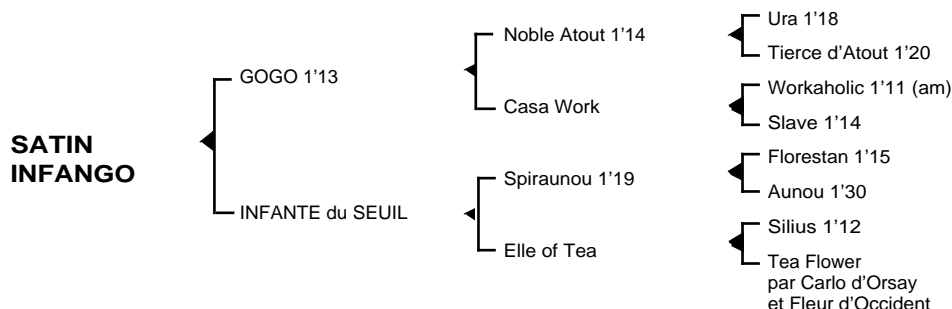 SATIN
INFANGO
GOGO 1’13
INFANTE du SEUIL
Noble Atout 1’14
Casa Work
Spiraunou 1’19
Elle of Tea
Ura 1’18
Tierce d’Atout 1’20
Workaholic 1’11 (am)
Slave 1’14
Florestan 1’15
Aunou 1’30
Silius 1’12
Tea Flower
par Carlo d’Orsay
et Fleur d’Occident